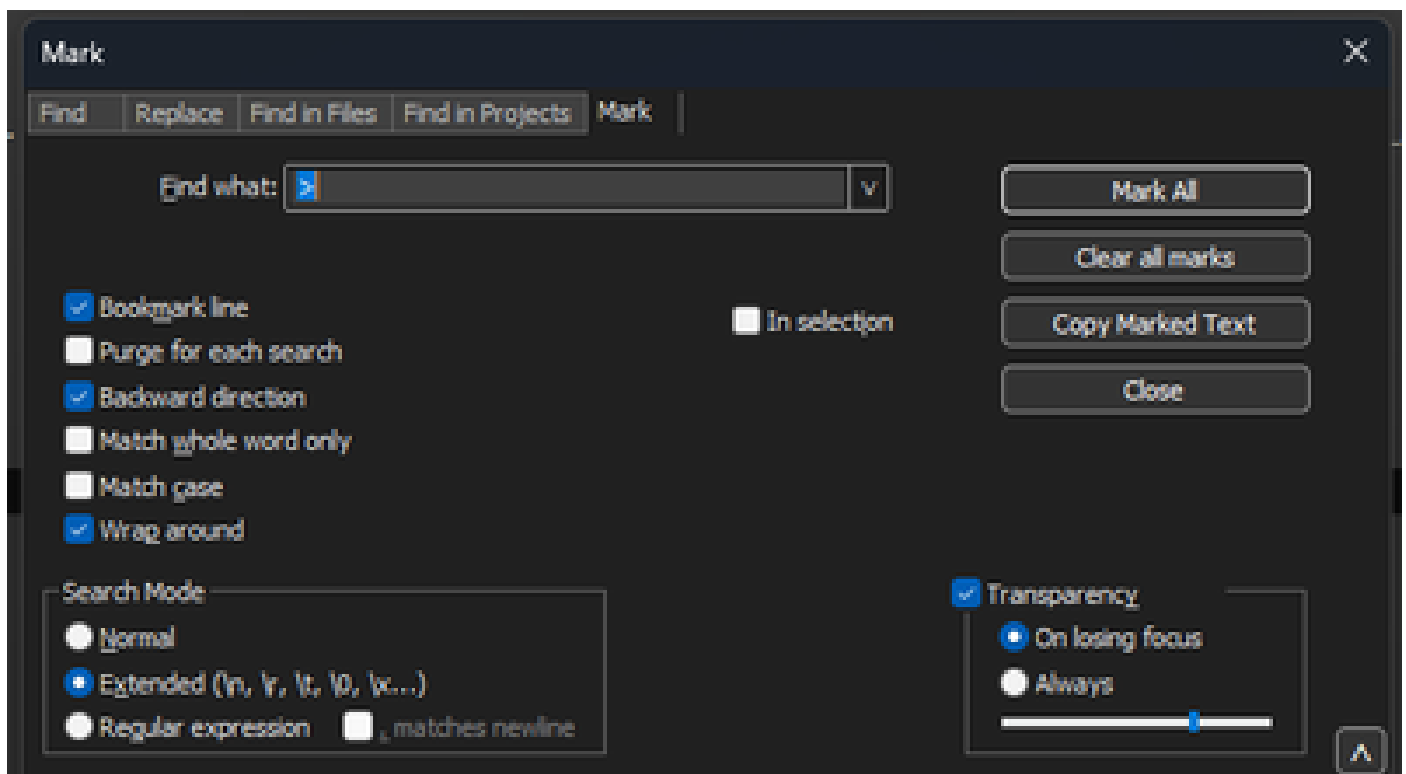 Mark
Find Replace Find in Files Find in Projects Mark
Find what: >
Mark All
Clear all marks
Bookmark line
In selection
Copy Marked Text
Purge for each search
Backward direction
Close
Match whole word only
Match case
Wrap around
Search Mode
Transparency
Normal
On losing focus
Extended (\n, \r, \t, \0, \x...)
Always
Regular expression . matches newline